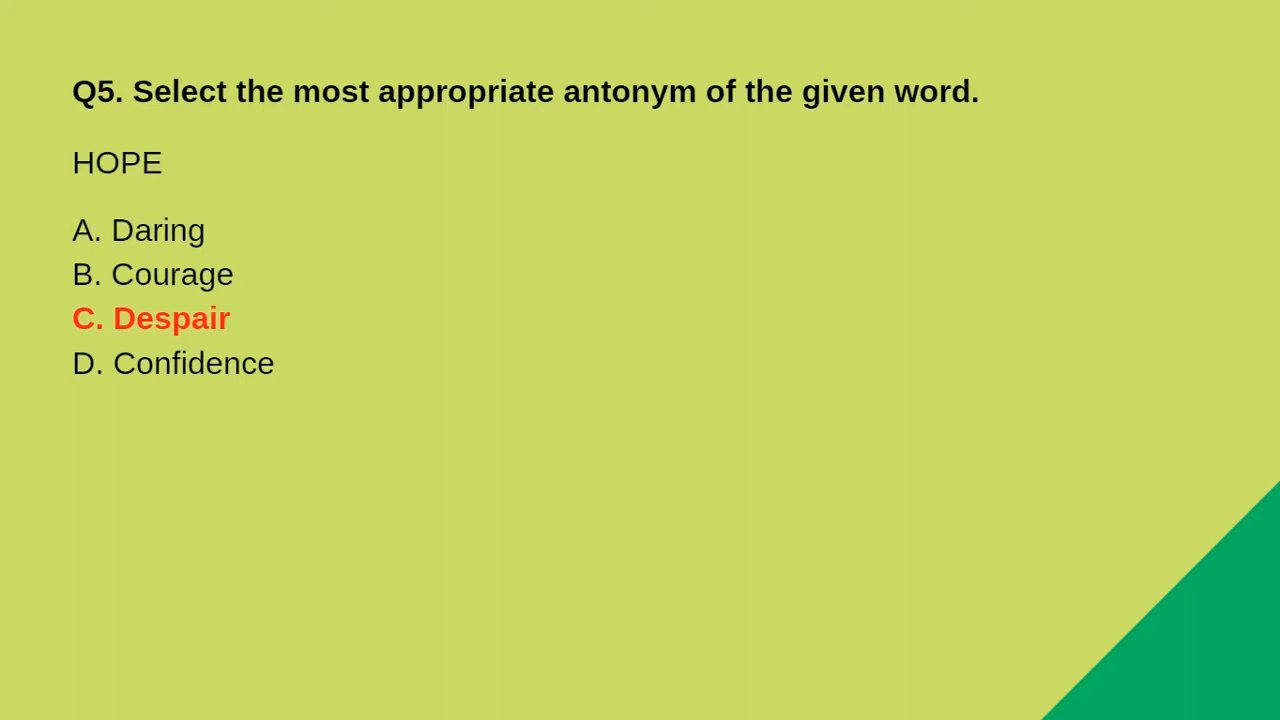 Q5. Select the most appropriate antonym of the given word.
HOPE
A. Daring
B. Courage
C. Despair
D. Confidence